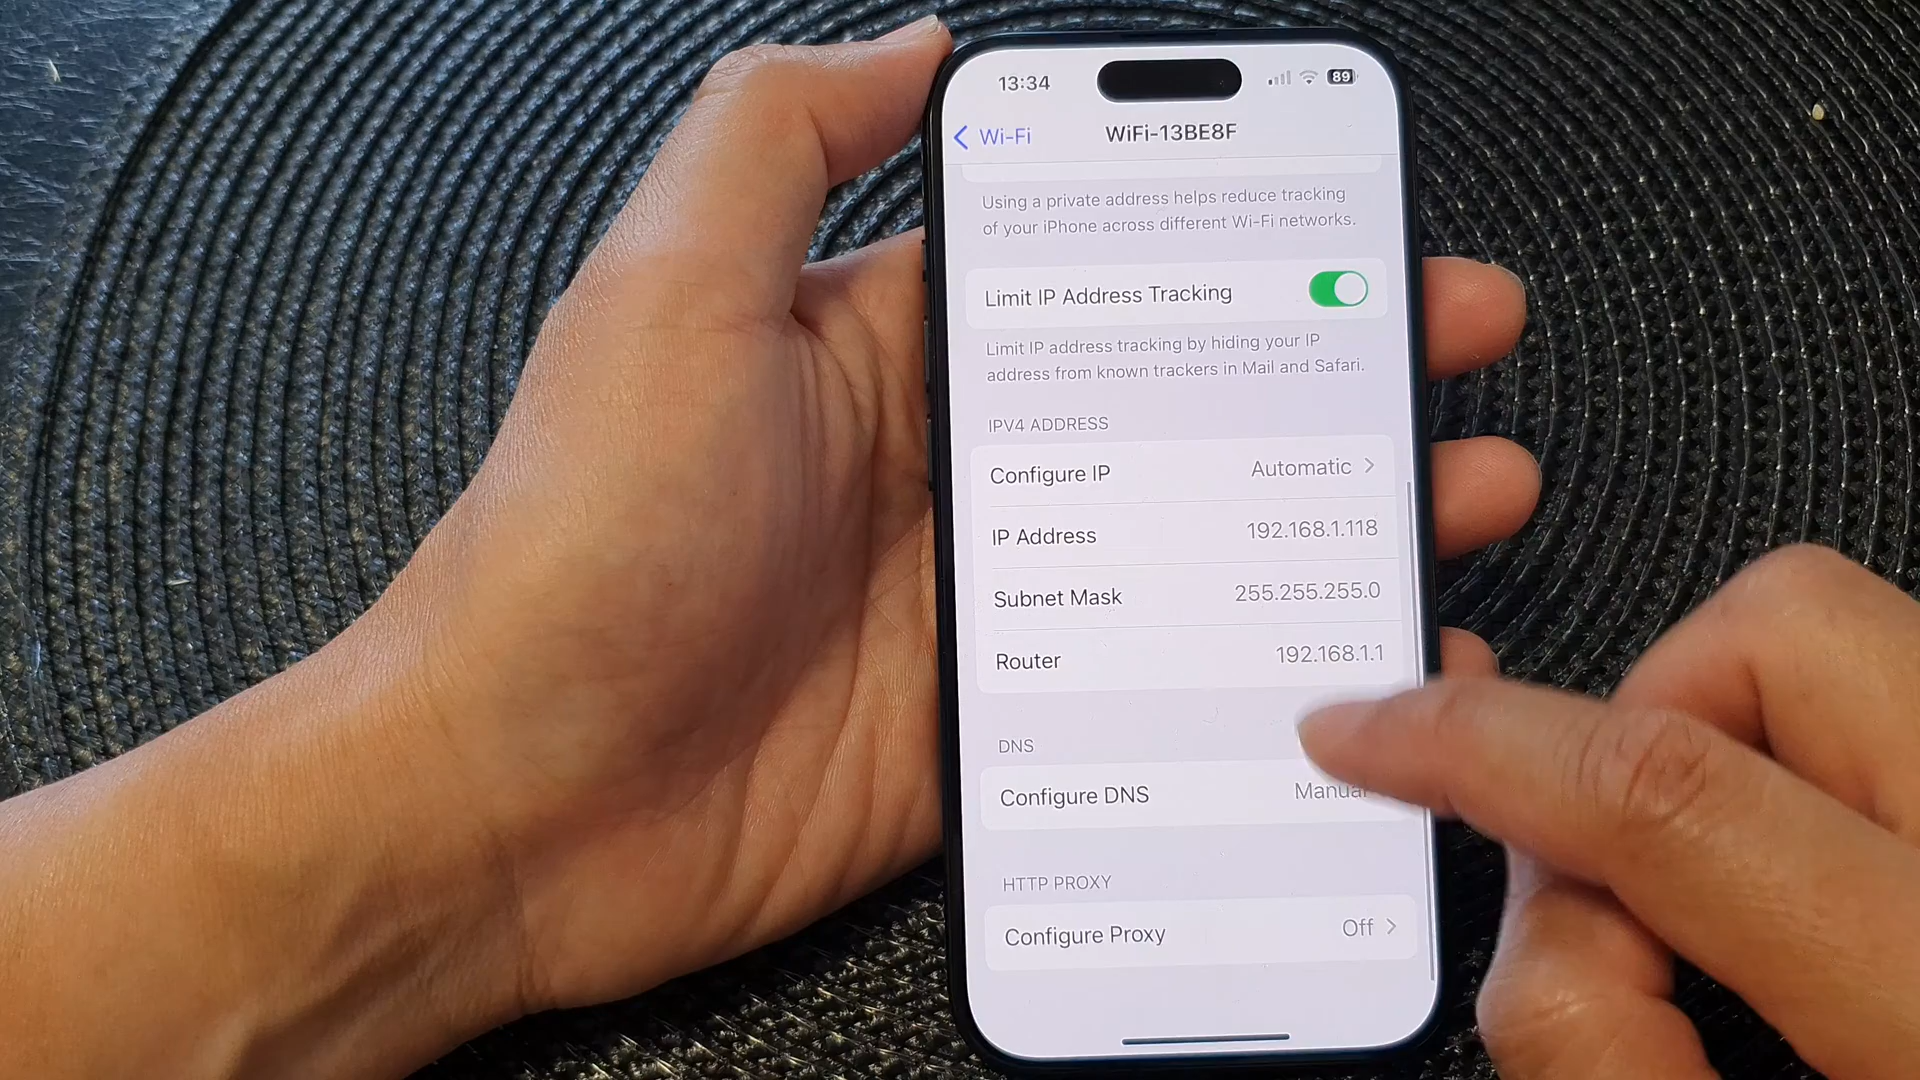 13:34
89
Wi-Fi
WiFi-13BE8F
Using a private address helps reduce tracking
of your iPhone across different Wi-Fi networks.
Limit IP Address Tracking
Limit IP address tracking by hiding your IP
address from known trackers in Mail and Safari.
IPV4 ADDRESS
Configure IP Automatic
IP Address 192.168.1.118
Subnet Mask 255.255.255.0
Router 192.168.1.1
DNS
Configure DNS Manual
HTTP PROXY
Configure Proxy Off